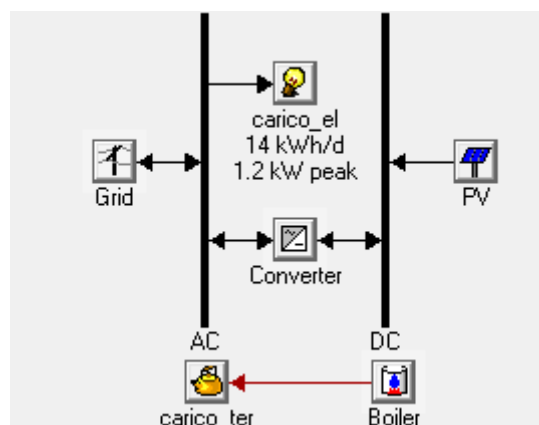 carico_el
14 kWh/d
1.2 kW peak
Grid
PV
Converter
AC
DC
carico_ter
Boiler